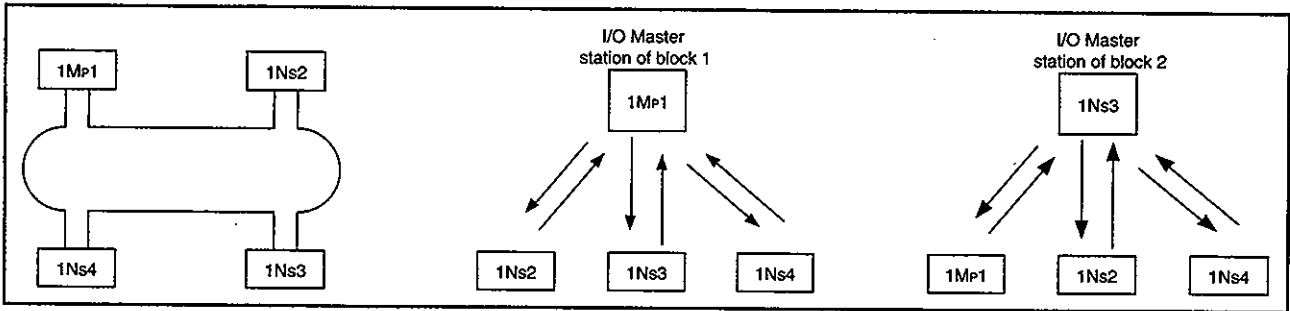 1MP1
1Ns2
1Ns4
1Ns3
I/O Master
station of block 1
1MP1
1Ns2
1Ns3
1Ns4
I/O Master
station of block 2
1Ns3
1MP1
1Ns2
1Ns4